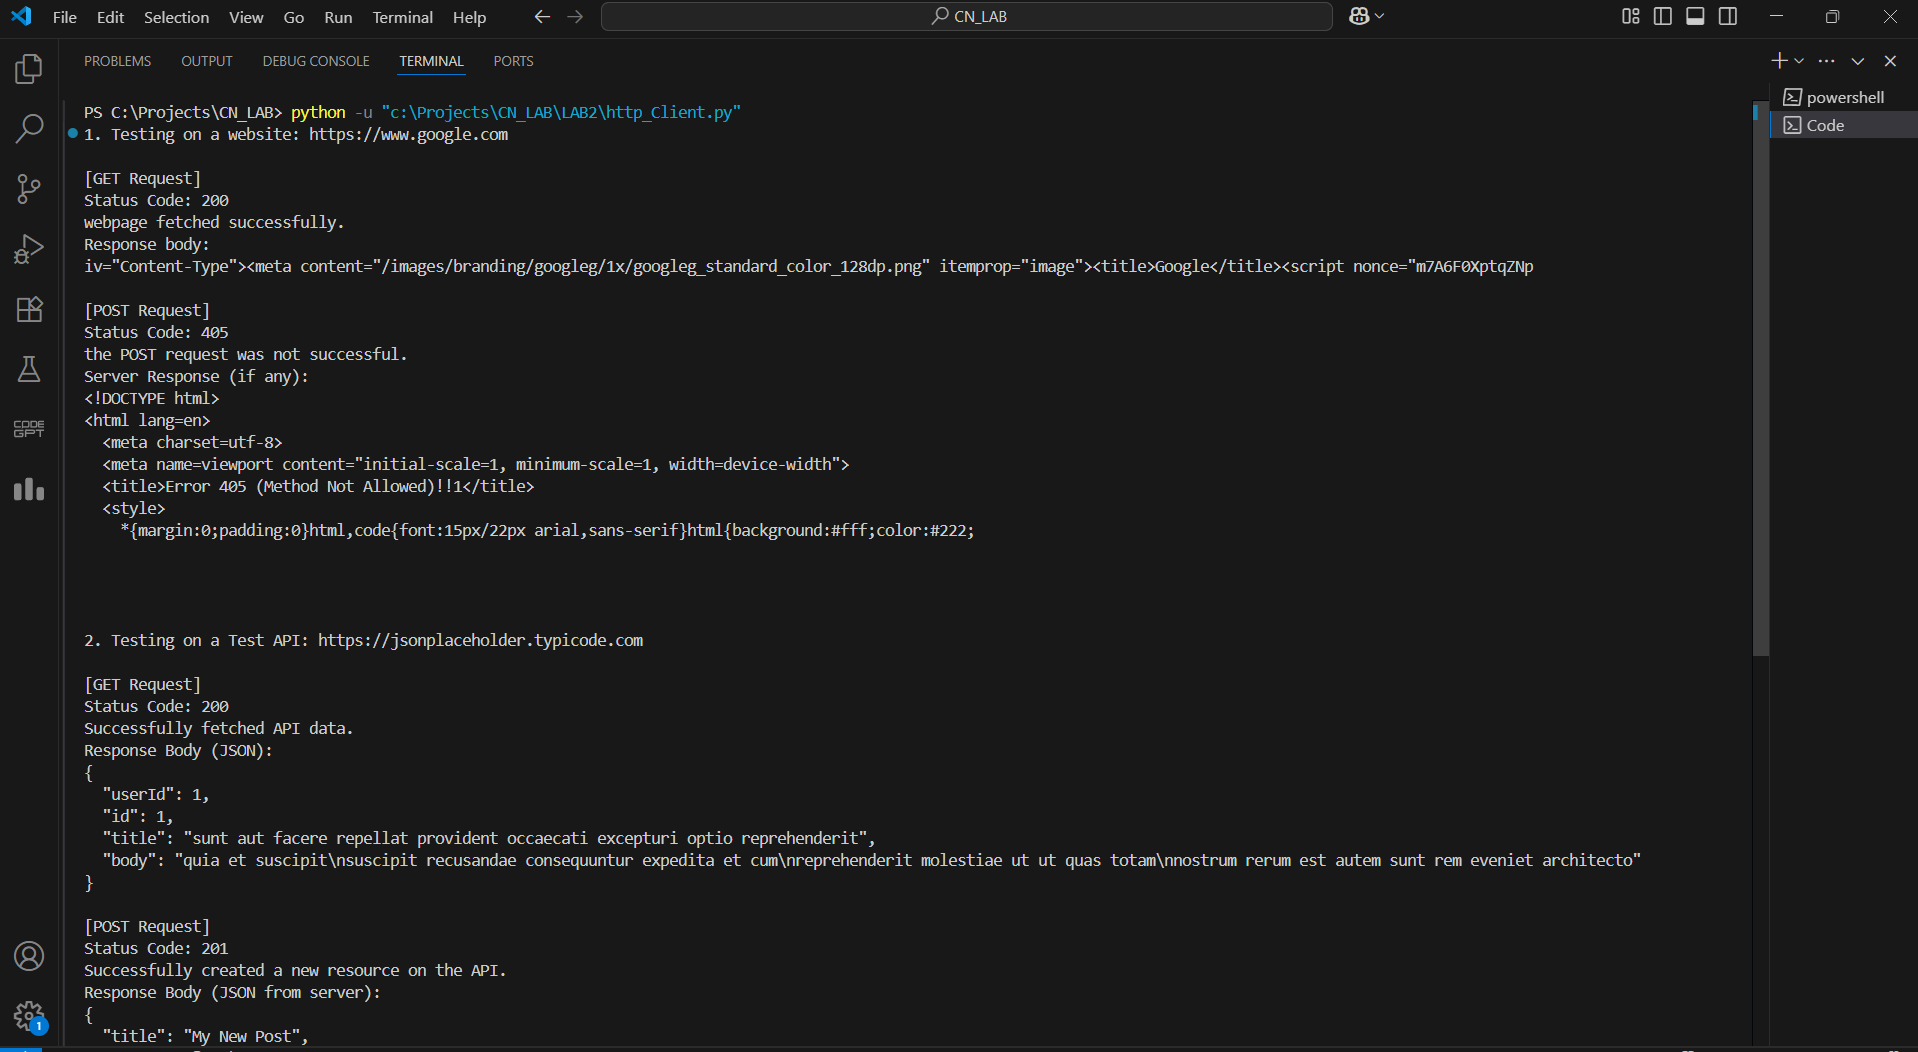 File Edit Selection View Go Run Terminal Help
CN_LAB
PROBLEMS OUTPUT DEBUG CONSOLE TERMINAL PORTS
powershell
Code
PS C:\Projects\CN_LAB> python -u "c:\Projects\CN_LAB\LAB2\http_Client.py"
1. Testing on a website: https://www.google.com
[GET Request]
Status Code: 200
webpage fetched successfully.
Response body:
iv="Content-Type"><meta content="/images/branding/googleg/1x/googleg_standard_color_128dp.png" itemprop="image"><title>Google</title><script nonce="m7A6F0XptqZNp
[POST Request]
Status Code: 405
the POST request was not successful.
Server Response (if any):
<!DOCTYPE html>
<html lang=en>
  <meta charset=utf-8>
  <meta name=viewport content="initial-scale=1, minimum-scale=1, width=device-width">
  <title>Error 405 (Method Not Allowed)!!1</title>
  <style>
    *{margin:0;padding:0}html,code{font:15px/22px arial,sans-serif}html{background:#fff;color:#222;
2. Testing on a Test API: https://jsonplaceholder.typicode.com
[GET Request]
Status Code: 200
Successfully fetched API data.
Response Body (JSON):
{
  "userId": 1,
  "id": 1,
  "title": "sunt aut facere repellat provident occaecati excepturi optio reprehenderit",
  "body": "quia et suscipit\nsuscipit recusandae consequuntur expedita et cum\nreprehenderit molestiae ut ut quas totam\nnostrum rerum est autem sunt rem eveniet architecto"
}
[POST Request]
Status Code: 201
Successfully created a new resource on the API.
Response Body (JSON from server):
{
  "title": "My New Post",
CODE
GPT
1